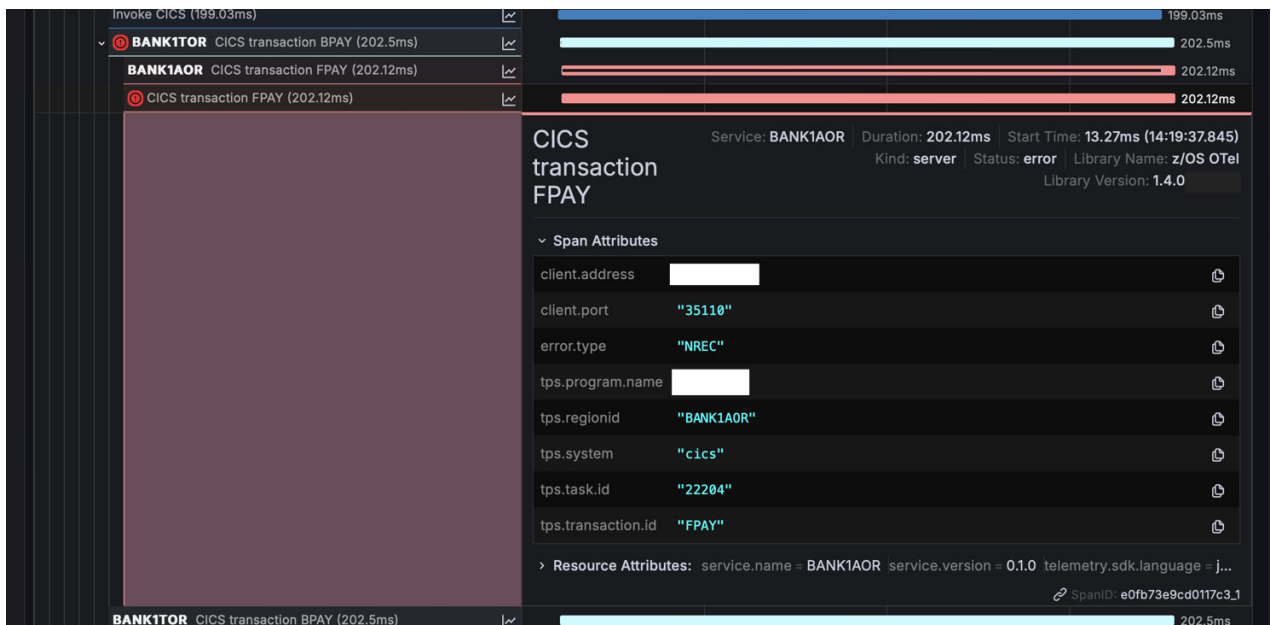 Invoke CICS (199.03ms) 199.03ms
BANK1TOR CICS transaction BPAY (202.5ms) 202.5ms
BANK1AOR CICS transaction FPAY (202.12ms) 202.12ms
CICS transaction FPAY (202.12ms) 202.12ms
CICS transaction FPAY
Service: BANK1AOR Duration: 202.12ms Start Time: 13.27ms (14:19:37.845)
Kind: server Status: error Library Name: z/OS OTel
Library Version: 1.4.0
Span Attributes
client.address
client.port "35110"
error.type "NREC"
tps.program.name
tps.regionid "BANK1AOR"
tps.system "cics"
tps.task.id "22204"
tps.transaction.id "FPAY"
Resource Attributes: service.name = BANK1AOR service.version = 0.1.0 telemetry.sdk.language = j...
SpanID: e0fb73e9cd0117c3_1
BANK1TOR CICS transaction BPAY (202.5ms) 202.5ms